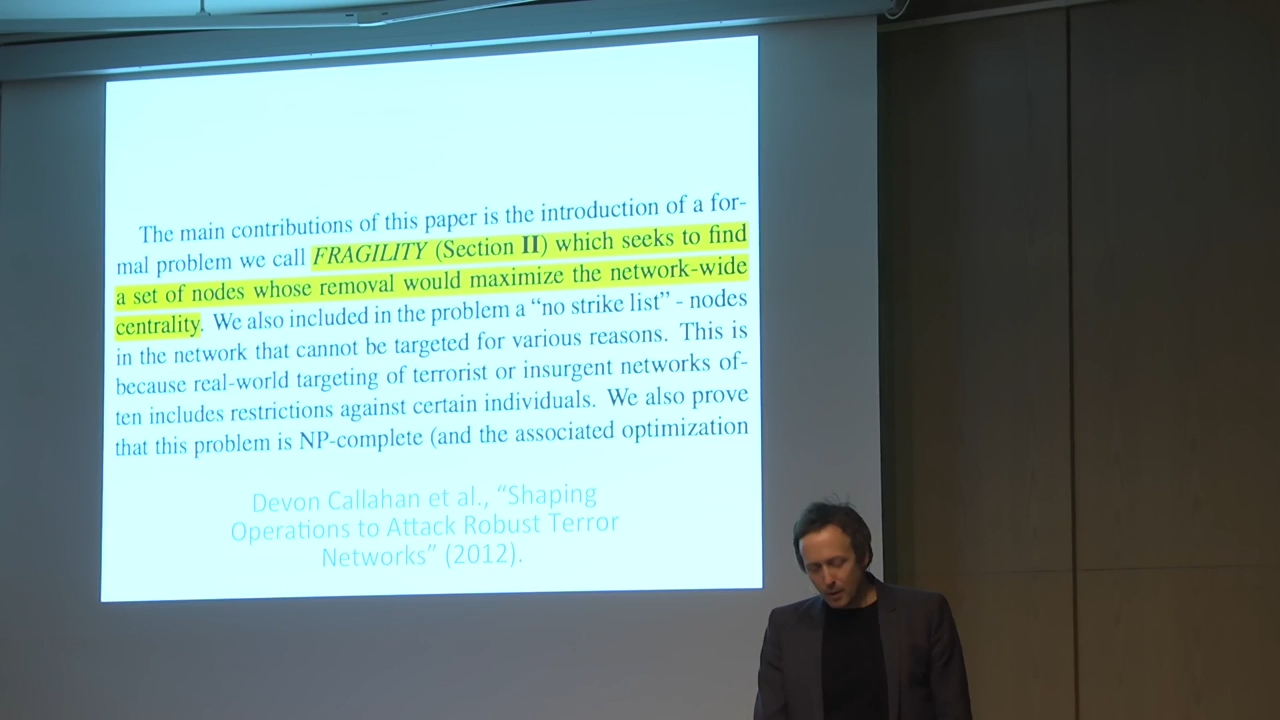 The main contributions of this paper is the introduction of a for-
mal problem we call FRAGILITY (Section II) which seeks to find
a set of nodes whose removal would maximize the network-wide
centrality. We also included in the problem a “no strike list” - nodes
in the network that cannot be targeted for various reasons. This is
because real-world targeting of terrorist or insurgent networks of-
ten includes restrictions against certain individuals. We also prove
that this problem is NP-complete (and the associated optimization
Devon Callahan et al., “Shaping
Operations to Attack Robust Terror
Networks” (2012).